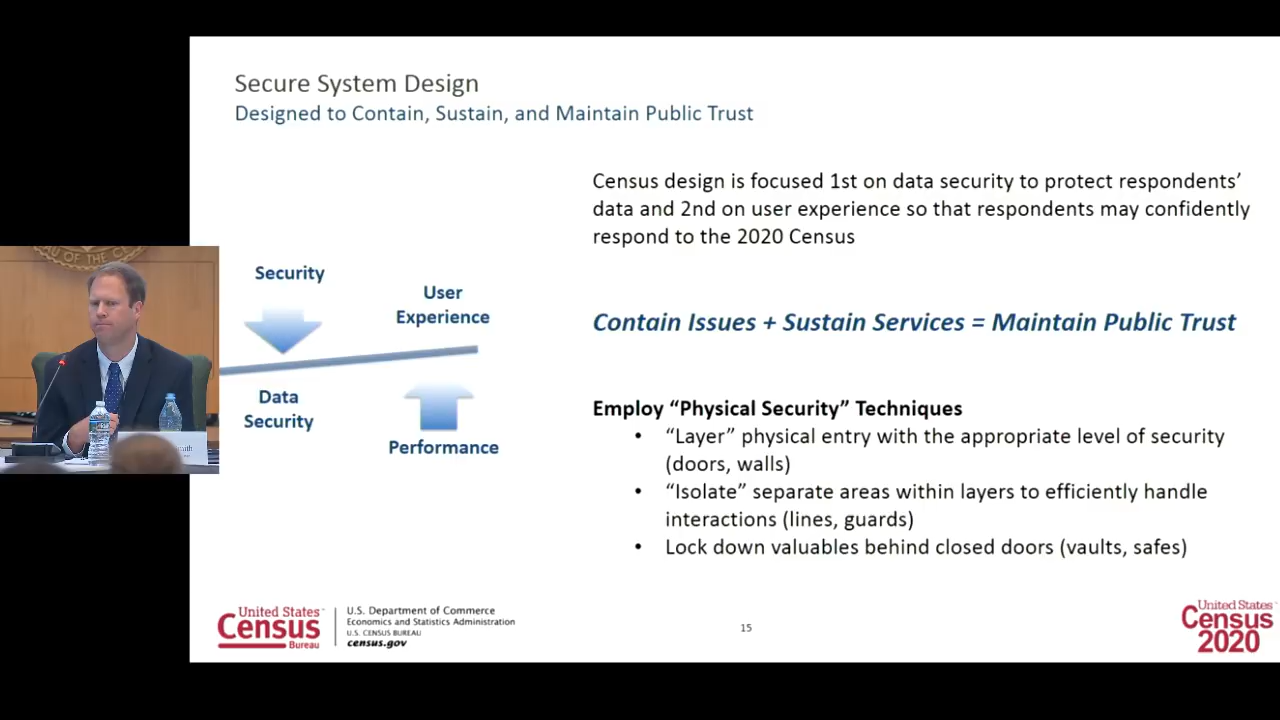 Secure System Design
Designed to Contain, Sustain, and Maintain Public Trust
Census design is focused 1st on data security to protect respondents’
data and 2nd on user experience so that respondents may confidently
respond to the 2020 Census
Security
User
Experience
Data
Security
Performance
Contain Issues + Sustain Services = Maintain Public Trust
Employ “Physical Security” Techniques
• “Layer” physical entry with the appropriate level of security
(doors, walls)
• “Isolate” separate areas within layers to efficiently handle
interactions (lines, guards)
• Lock down valuables behind closed doors (vaults, safes)
United States™
Census
Bureau
U.S. Department of Commerce
Economics and Statistics Administration
U.S. CENSUS BUREAU
census.gov
15
United States™
Census
2020